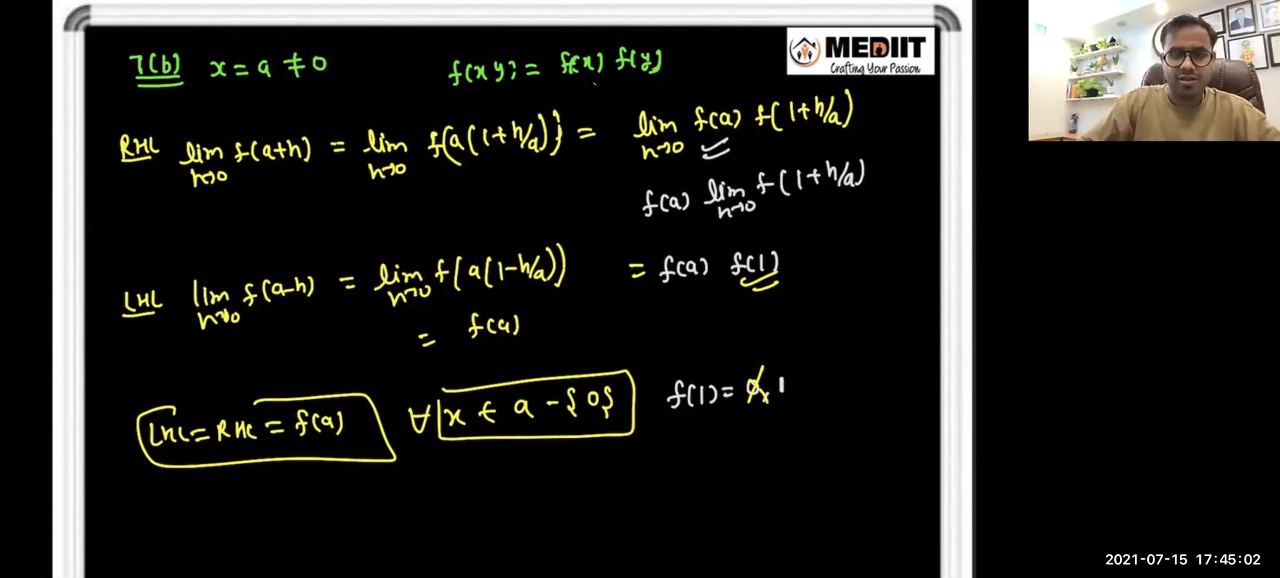 7(b) x = a ≠ 0 f(xy) = f(x) f(y)
MEDIIT
Crafting Your Passion
RHL lim h→0 f(a+h) = lim h→0 f(a(1+h/a)) = lim h→0 f(a) f(1+h/a)
f(a) lim h→0 f(1+h/a)
= f(a) f(1)
LHL lim h→0 f(a-h) = lim h→0 f(a(1-h/a))
= f(a)
f(1) = 1
LHL = RHL = f(a) ∀ x ∈ a - {0}
2021-07-15 17:45:02